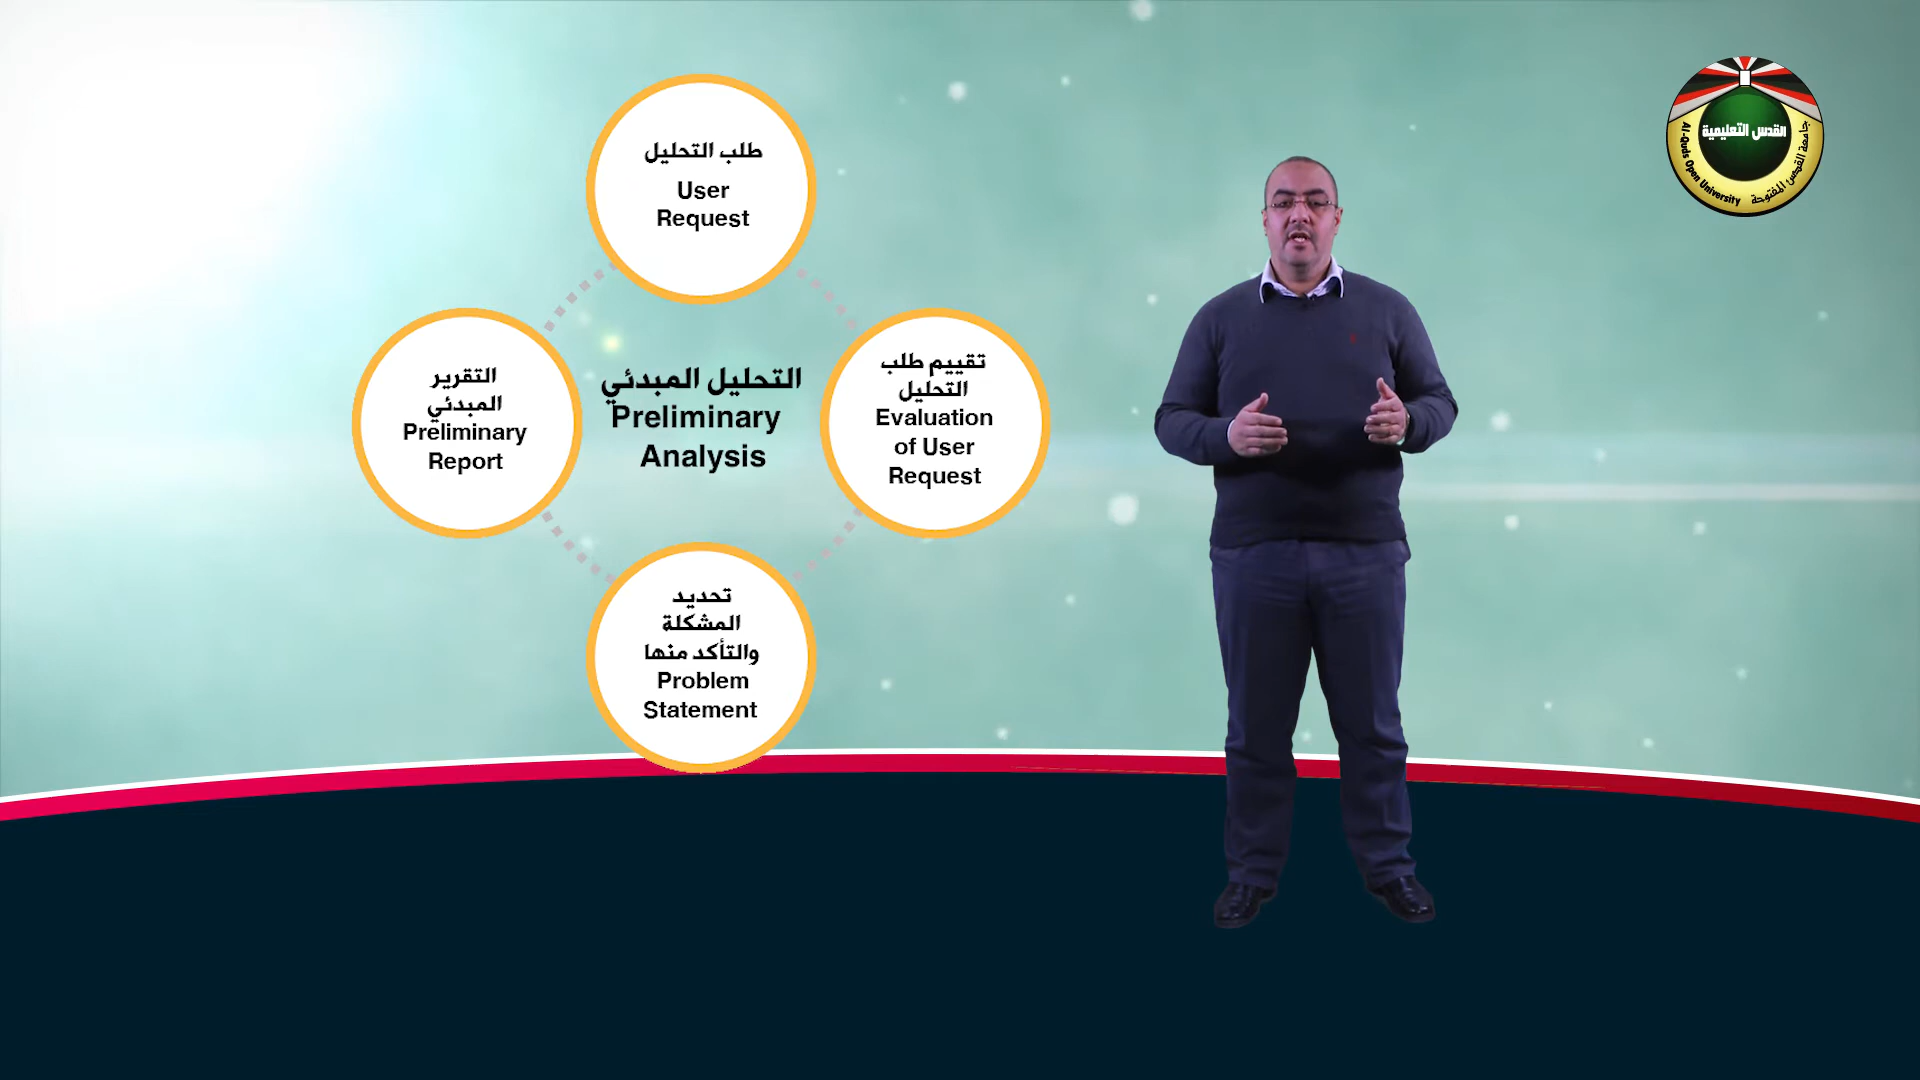 طلب التحليل
User
Request
تقييم طلب
التحليل
Evaluation
of User
Request
التحليل المبدئي
Preliminary
Analysis
التقرير
المبدئي
Preliminary
Report
تحديد
المشكلة
والتأكد منها
Problem
Statement
القدس التعليمية
Al-Quds Open University
جامعة القدس المفتوحة